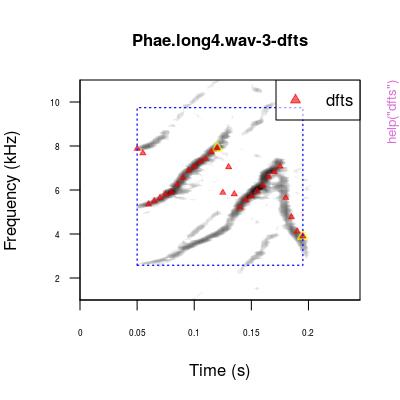 Phae.long4.wav-3-dfts
dfts
help("dfts")
Frequency (kHz)
10
8
6
4
2
0
0.05
0.1
0.15
0.2
Time (s)